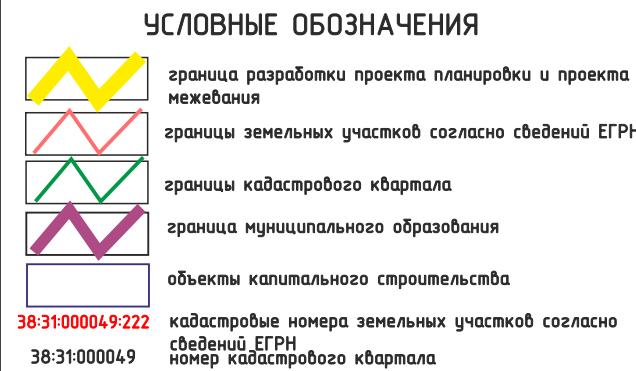 УСЛОВНЫЕ ОБОЗНАЧЕНИЯ
граница разработки проекта планировки и проекта
межевания
границы земельных участков согласно сведений ЕГРН
границы кадастрового квартала
граница муниципального образования
объекты капитального строительства
38:31:000049:222 кадастровые номера земельных участков согласно
сведений ЕГРН
38:31:000049 номер кадастрового квартала